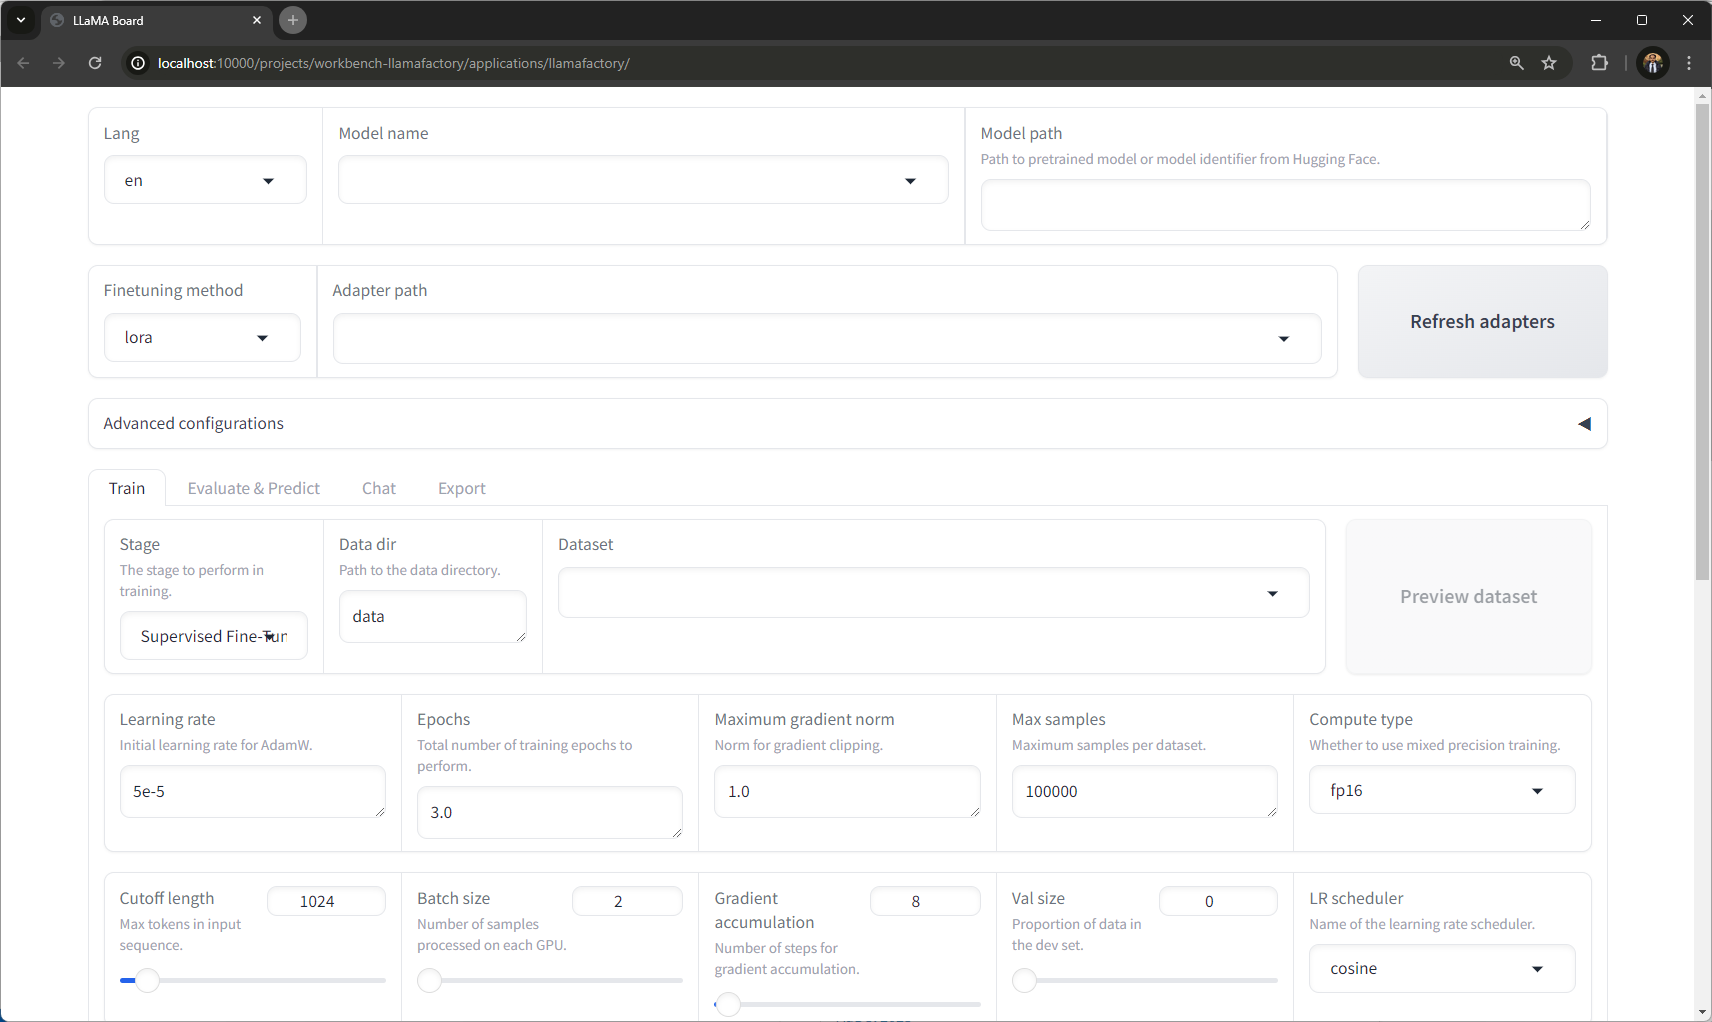 LLaMA Board
localhost:10000/projects/workbench-llamafactory/applications/llamafactory/
Lang
en
Model name
Model path
Path to pretrained model or model identifier from Hugging Face.
Finetuning method
lora
Adapter path
Refresh adapters
Advanced configurations
Train
Evaluate & Predict
Chat
Export
Stage
The stage to perform in
training.
Supervised Fine-Tun
Data dir
Path to the data directory.
data
Dataset
Preview dataset
Learning rate
Initial learning rate for AdamW.
5e-5
Epochs
Total number of training epochs to
perform.
3.0
Maximum gradient norm
Norm for gradient clipping.
1.0
Max samples
Maximum samples per dataset.
100000
Compute type
Whether to use mixed precision training.
fp16
Cutoff length
1024
Max tokens in input
sequence.
Batch size
2
Number of samples
processed on each GPU.
Gradient
accumulation
8
Number of steps for
gradient accumulation.
Val size
0
Proportion of data in
the dev set.
LR scheduler
Name of the learning rate scheduler.
cosine